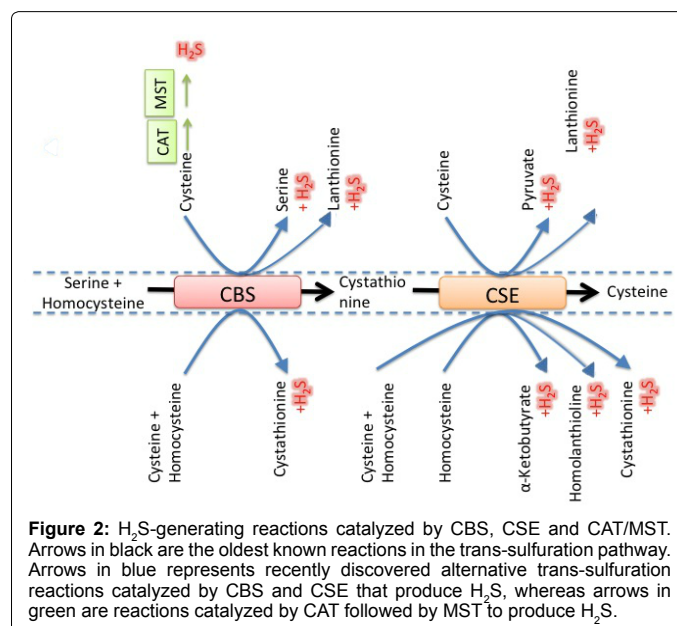 H₂S
MST
CAT
Cysteine
Serine
+ H₂S
Lanthionine
+H₂S
Cysteine
Pyruvate
+H₂S
Lanthionine
+H₂S
Serine +
Homocysteine
CBS
Cystathio
nine
CSE
Cysteine
Cysteine +
Homocysteine
Cystathionine
+H₂S
Cysteine +
Homocysteine
Homocysteine
α-Ketobutyrate
+H₂S
Homolanthioline
+H₂S
Cystathionine
+H₂S
Figure 2: H₂S-generating reactions catalyzed by CBS, CSE and CAT/MST.
Arrows in black are the oldest known reactions in the trans-sulfuration pathway.
Arrows in blue represents recently discovered alternative trans-sulfuration
reactions catalyzed by CBS and CSE that produce H₂S, whereas arrows in
green are reactions catalyzed by CAT followed by MST to produce H₂S.